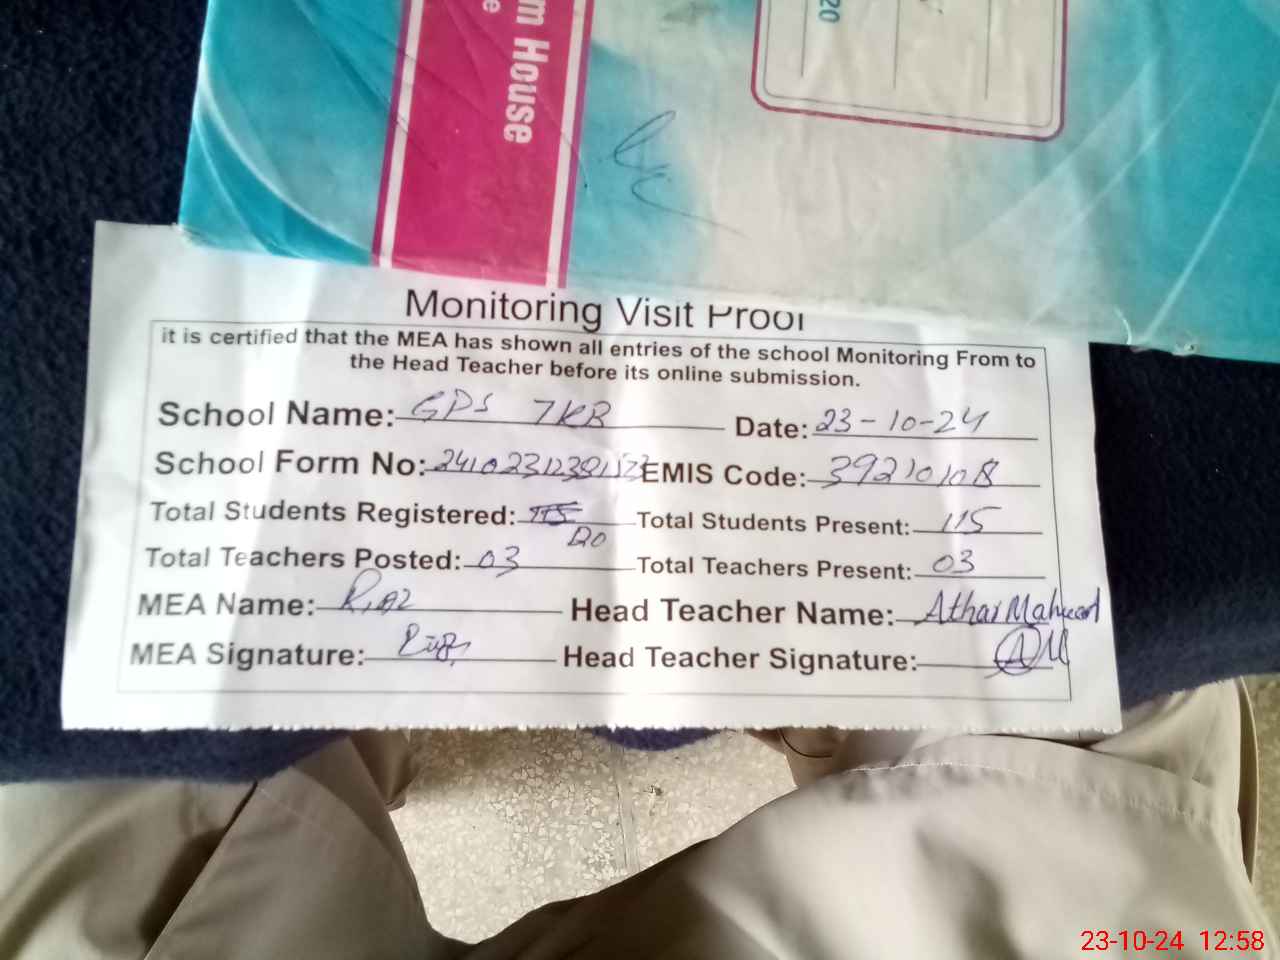 m House
e
20
Monitoring Visit Proof
it is certified that the MEA has shown all entries of the school Monitoring From to
the Head Teacher before its online submission.
School Name: GPS 7KB Date: 23-10-24
School Form No: EMIS Code: 39210108
Total Students Registered: 120 Total Students Present: 115
Total Teachers Posted: 03 Total Teachers Present: 03
MEA Name: Riaz Head Teacher Name: Athar Mahmood
MEA Signature: Head Teacher Signature:
23-10-24 12:58